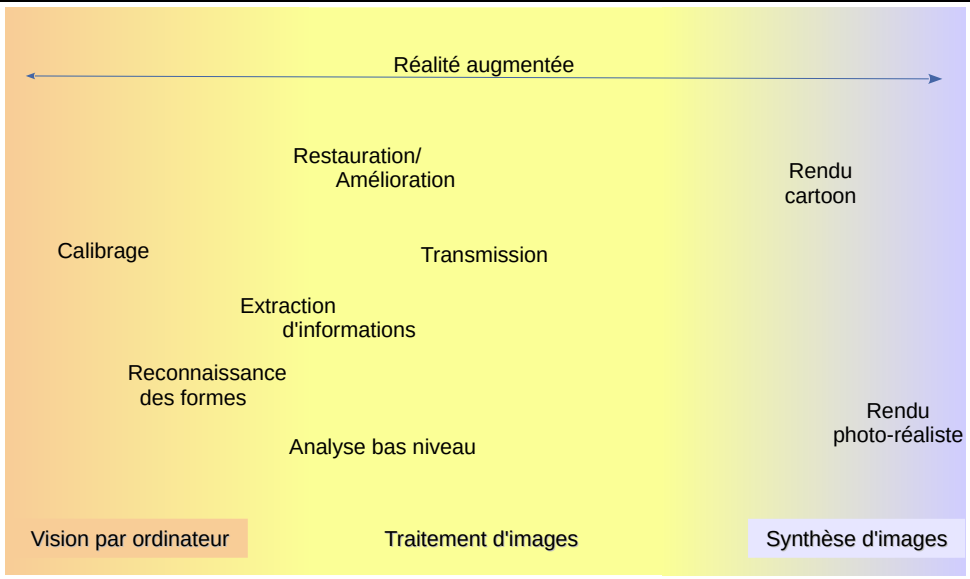 Réalité augmentée
Restauration/
Amélioration
Rendu
cartoon
Calibrage
Transmission
Extraction
d'informations
Reconnaissance
des formes
Rendu
photo-réaliste
Analyse bas niveau
Vision par ordinateur
Traitement d'images
Synthèse d'images